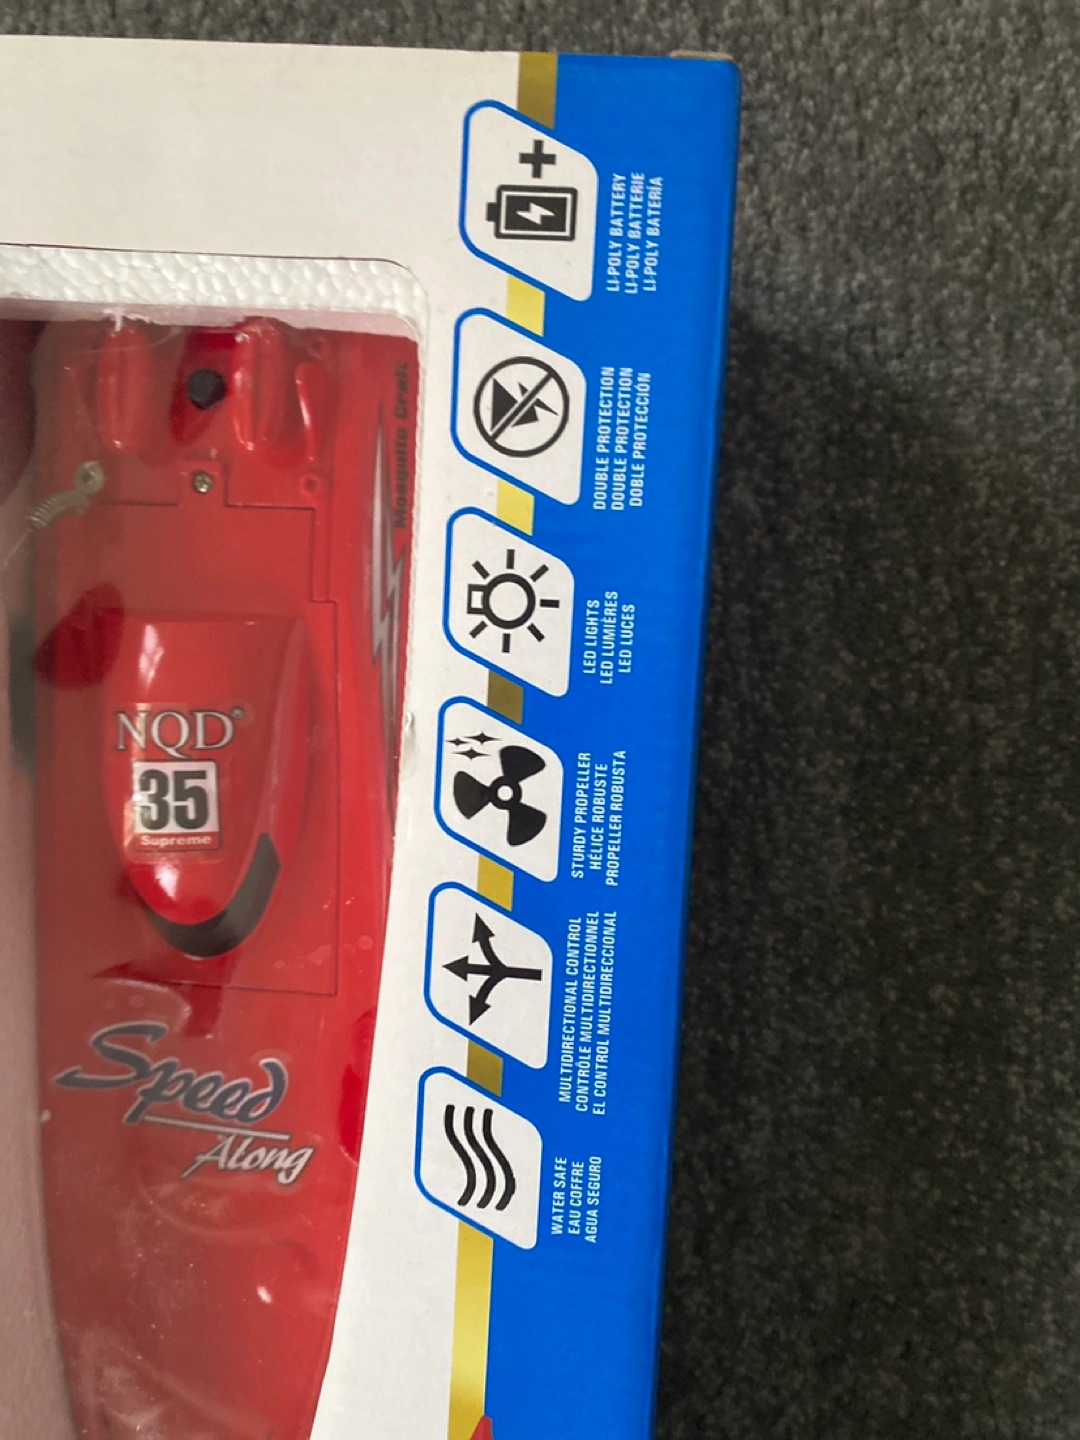 LI-POLY BATTERY
LI-POLY BATTERIE
LI-POLY BATERÍA
DOUBLE PROTECTION
DOUBLE PROTECTION
DOBLE PROTECCIÓN
LED LIGHTS
LED LUMIÈRES
LED LUCES
STURDY PROPELLER
HÉLICE ROBUSTE
PROPELLER ROBUSTA
MULTIDIRECTIONAL CONTROL
CONTRÔLE MULTIDIRECTIONNEL
EL CONTROL MULTIDIRECCIONAL
WATER SAFE
EAU COFFRE
AGUA SEGURO
Mosquito Craft
NQD®
35
Supreme
Speed
Along